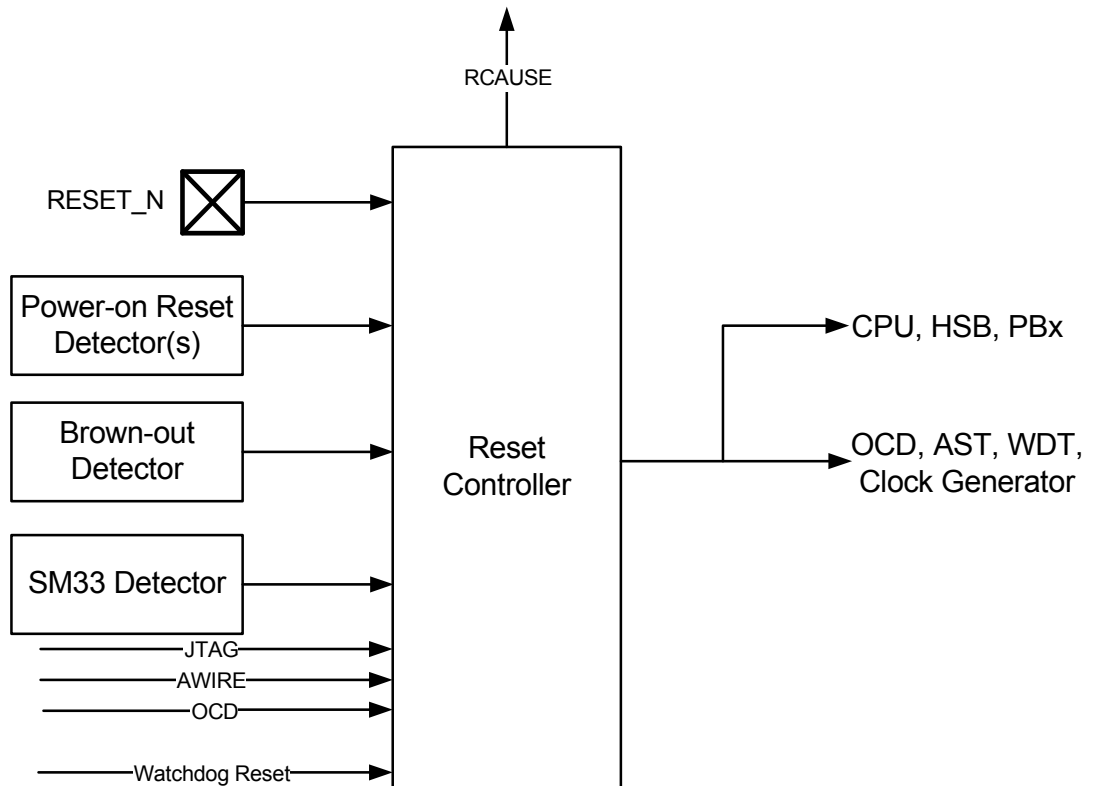 RCAUSE
RESET_N
Power-on Reset
Detector(s)
Brown-out
Detector
SM33 Detector
JTAG
AWIRE
OCD
Watchdog Reset
Reset
Controller
CPU, HSB, PBx
OCD, AST, WDT,
Clock Generator